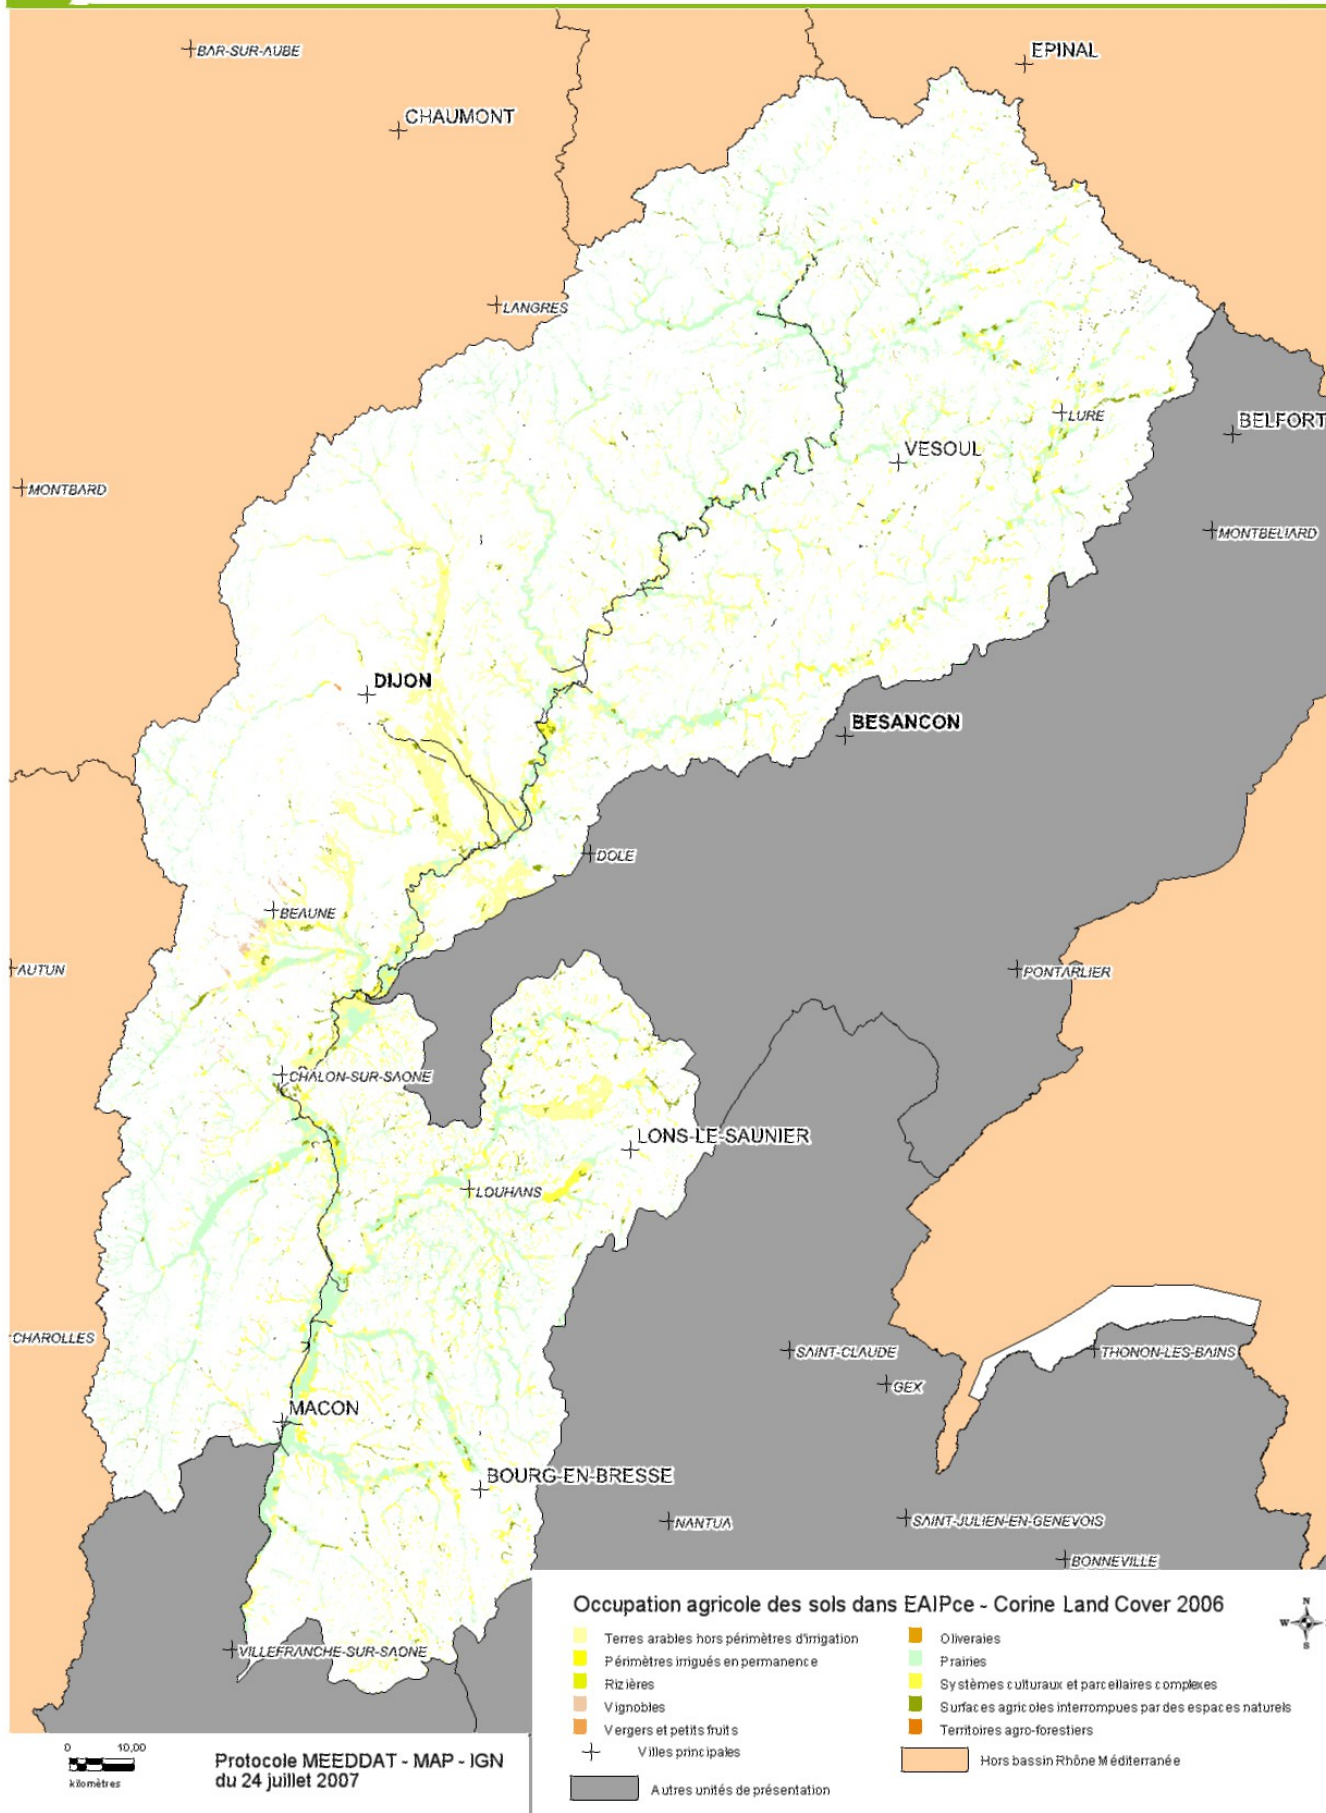 BAR-SUR-AUBE
EPINAL
CHAUMONT
LANGRES
LURE
BELFORT
VESOUL
MONTBARD
MONTBELIARD
DIJON
BESANCON
DOLE
BEAUNE
AUTUN
PONTARLIER
CHALON-SUR-SAONE
LONS-LE-SAUNIER
LOUHANS
CHAROLLES
SAINT-CLAUDE
THONON-LES-BAINS
GEX
MACON
BOURG-EN-BRESSE
NANTUA
SAINT-JULIEN-EN-GENEVOIS
BONNEVILLE
VILLEFRANCHE-SUR-SAONE
Occupation agricole des sols dans EAIPce - Corine Land Cover 2006
N
W
S
Terres arables hors périmètres d'irrigation
Périmètres irrigués en permanence
Rizières
Vignobles
Vergers et petits fruits
Villes principales
Autres unités de présentation
Oliveraies
Prairies
Systèmes culturaux et parcellaires complexes
Surfaces agricoles interrompues par des espaces naturels
Territoires agro-forestiers
Hors bassin Rhône Méditerranée
0 10,00
kilomètres
Protocole MEEDDAT - MAP - IGN
du 24 juillet 2007